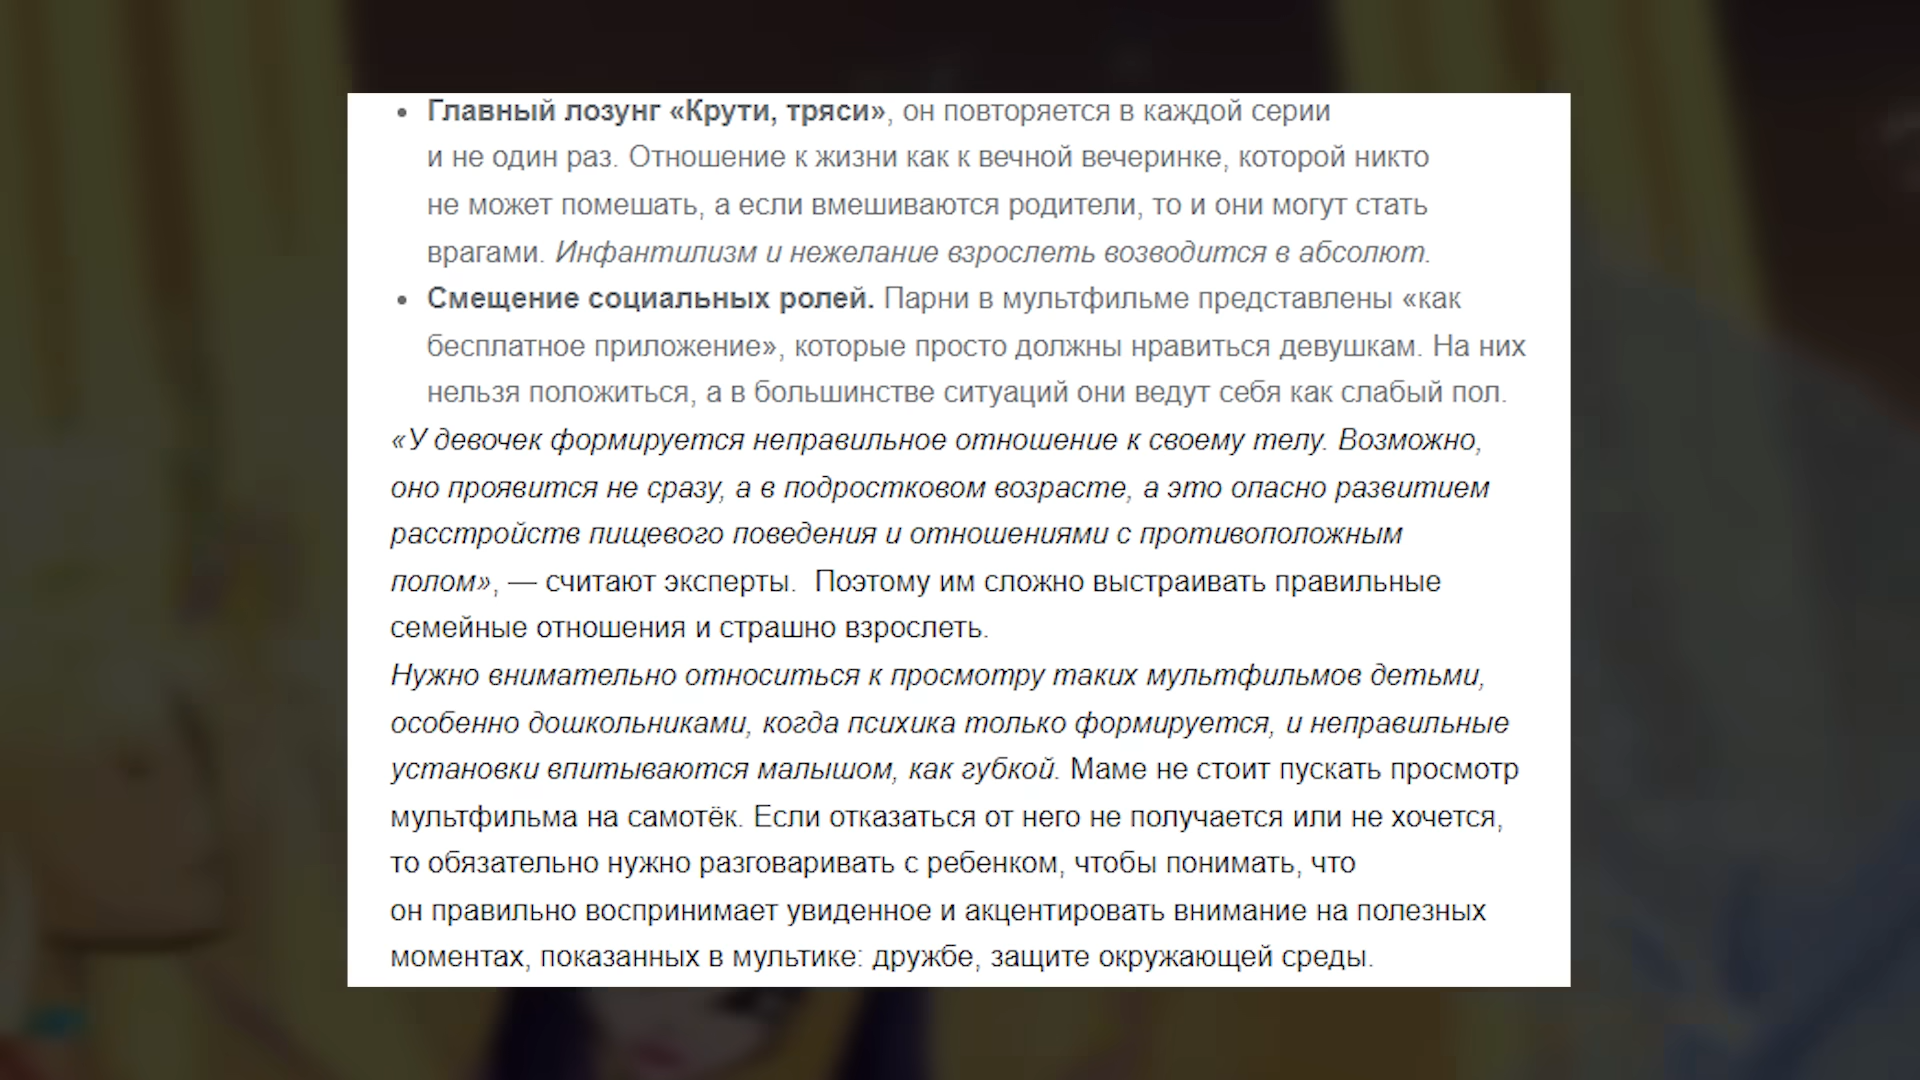 • Главный лозунг «Крути, тряси», он повторяется в каждой серии
и не один раз. Отношение к жизни как к вечной вечеринке, которой никто
не может помешать, а если вмешиваются родители, то и они могут стать
врагами. Инфантилизм и нежелание взрослеть возводится в абсолют.
• Смещение социальных ролей. Парни в мультфильме представлены «как
бесплатное приложение», которые просто должны нравиться девушкам. На них
нельзя положиться, а в большинстве ситуаций они ведут себя как слабый пол.
«У девочек формируется неправильное отношение к своему телу. Возможно,
оно проявится не сразу, а в подростковом возрасте, а это опасно развитием
расстройств пищевого поведения и отношениями с противоположным
полом», — считают эксперты. Поэтому им сложно выстраивать правильные
семейные отношения и страшно взрослеть.
Нужно внимательно относиться к просмотру таких мультфильмов детьми,
особенно дошкольниками, когда психика только формируется, и неправильные
установки впитываются малышом, как губкой. Маме не стоит пускать просмотр
мультфильма на самотёк. Если отказаться от него не получается или не хочется,
то обязательно нужно разговаривать с ребенком, чтобы понимать, что
он правильно воспринимает увиденное и акцентировать внимание на полезных
моментах, показанных в мультике: дружбе, защите окружающей среды.